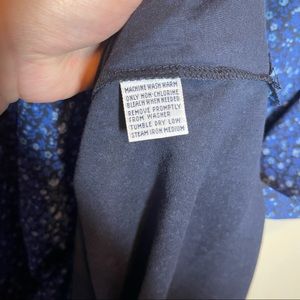 MACHINE WASH WARM
ONLY NON-CHLORINE
BLEACH WHEN NEEDED
REMOVE PROMPTLY
FROM WASHER
TUMBLE DRY LOW
STEAM IRON MEDIUM